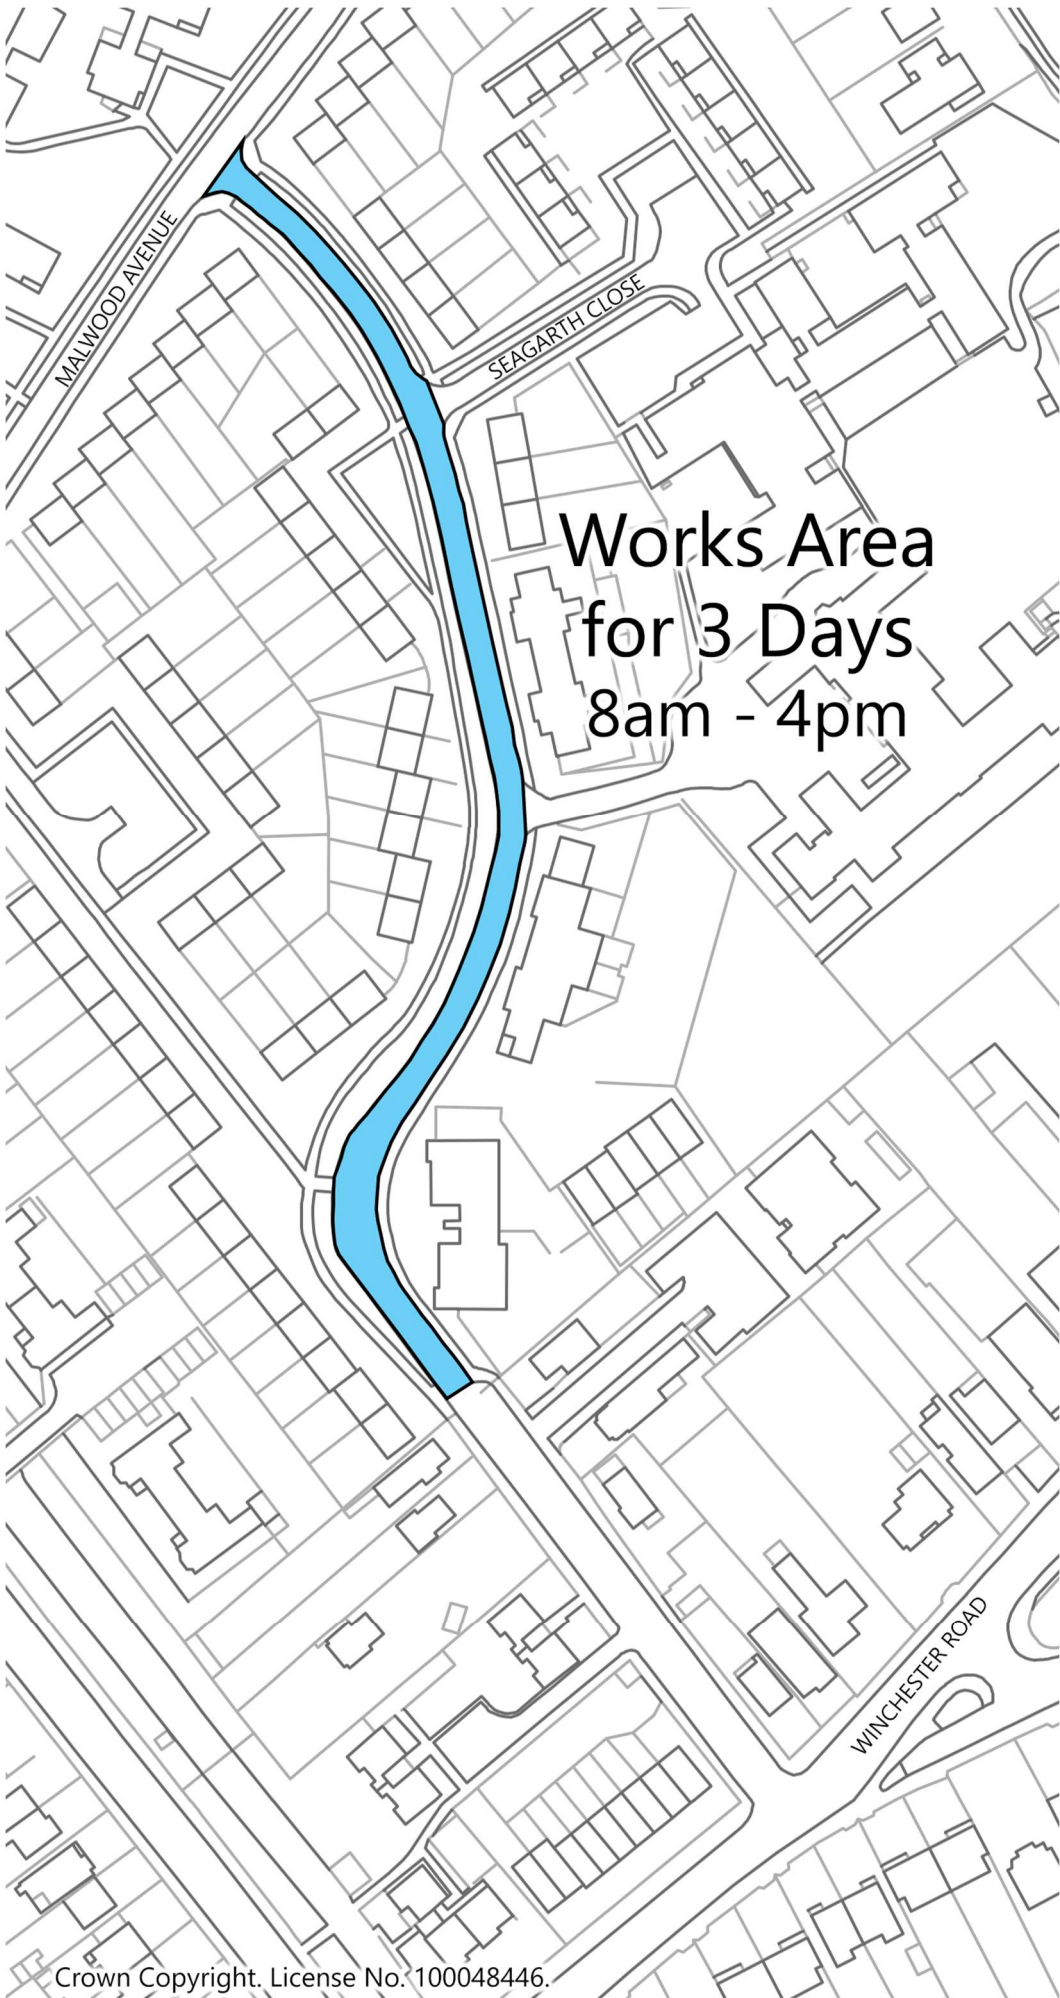 MALWOOD AVENUE
SEAGARTH CLOSE
Works Area
for 3 Days
8am - 4pm
WINCHESTER ROAD
Crown Copyright. License No. 100048446.